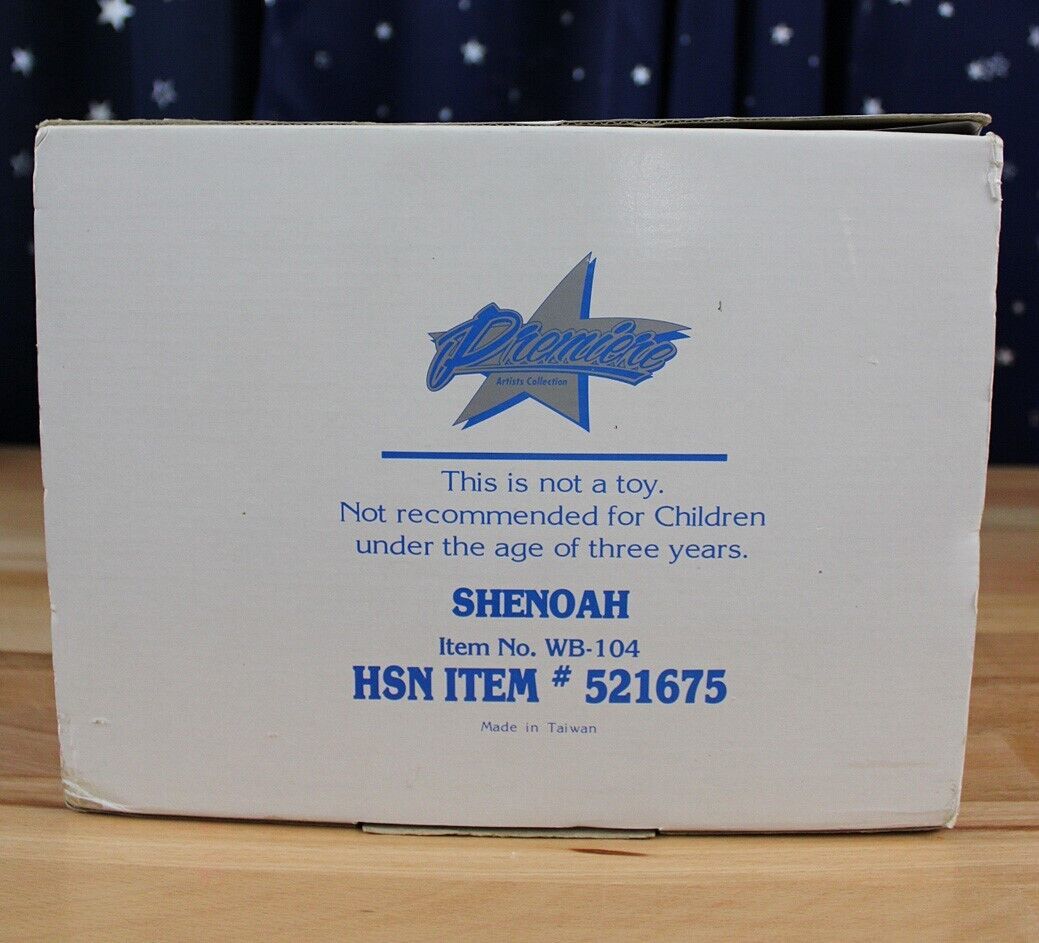 Premiere
Artists Collection
This is not a toy.
Not recommended for Children
under the age of three years.
SHENOAH
Item No. WB-104
HSN ITEM # 521675
Made in Taiwan